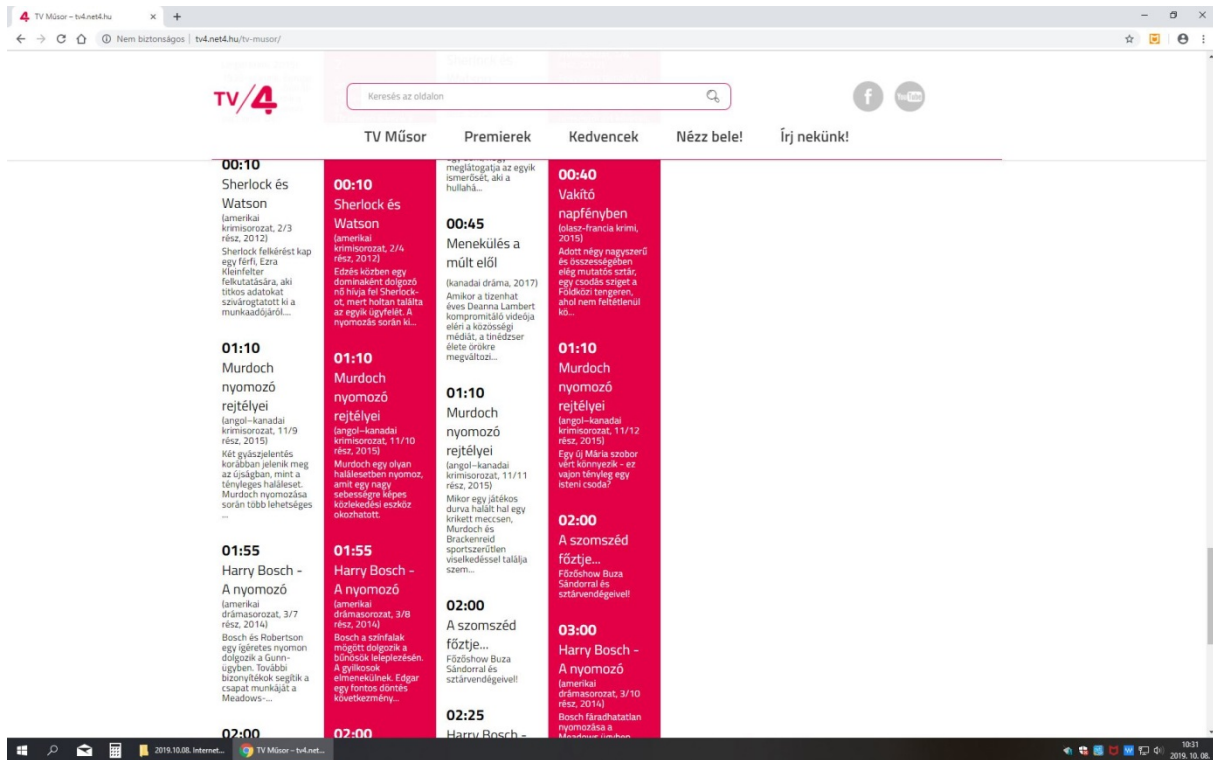 TV Műsor – tv4.net4.hu
Nem biztonságos | tv4.net4.hu/tv-musor/
TV/4
Keresés az oldalon
f
You Tube
TV Műsor
Premierek
Kedvencek
Nézz bele!
Írj nekünk!
00:10
Sherlock és
Watson
(amerikai
krimisorozat, 2/3
rész, 2012)
Sherlock felkérést kap
egy férfi, Ezra
Kleinfelter
felkutatására, aki
titkos adatokat
szivárogtatott ki a
munkaadójáról....
01:10
Murdoch
nyomozó
rejtélyei
(angol–kanadai
krimisorozat, 11/9
rész, 2015)
Két gyászjelentés
korábban jelenik meg
az újságban, mint a
tényleges haláleset.
Murdoch nyomozása
során több lehetséges
...
01:55
Harry Bosch -
A nyomozó
(amerikai
drámasorozat, 3/7
rész, 2014)
Bosch és Robertson
egy ígéretes nyomon
dolgozik a Gunn-
ügyben. További
bizonyítékok segítik a
csapat munkáját a
Meadows-...
02:00
00:10
Sherlock és
Watson
(amerikai
krimisorozat, 2/4
rész, 2012)
Edzés közben egy
dominaként dolgozó
nő hívja fel Sherlock-
ot, mert holtan találta
az egyik ügyfelét. A
nyomozás során ki...
01:10
Murdoch
nyomozó
rejtélyei
(angol–kanadai
krimisorozat, 11/10
rész, 2015)
Murdoch egy olyan
halálesetben nyomoz,
amit egy nagy
sebességre képes
közlekedési eszköz
okozhatott.
01:55
Harry Bosch -
A nyomozó
(amerikai
drámasorozat, 3/8
rész, 2014)
Bosch a színfalak
mögött dolgozik a
bűnösök leleplezésén.
A gyilkosok
elmenekülnek. Edgar
egy fontos döntés
következmény...
02:00
meglátogatja az egyik
ismerősét, aki a
hullahá...
00:45
Menekülés a
múlt elől
(kanadai dráma, 2017)
Amikor a tizenhat
éves Deanna Lambert
kompromitáló videója
eléri a közösségi
médiát, a tinédzser
élete örökre
megváltozi...
01:10
Murdoch
nyomozó
rejtélyei
(angol–kanadai
krimisorozat, 11/11
rész, 2015)
Mikor egy játékos
durva halált hal egy
krikett meccsen,
Murdoch és
Brackenreid
sportszerűtlen
viselkedéssel találja
szem...
02:00
A szomszéd
főztje...
Főzőshow Buza
Sándorral és
sztárvendégeivel!
02:25
Harry Bosch -
00:40
Vakító
napfényben
(olasz-francia krimi,
2015)
Adott négy nagyszerű
és összességében
elég mutatós sztár,
egy csodás sziget a
Földközi tengeren,
ahol nem feltétlenül
kö...
01:10
Murdoch
nyomozó
rejtélyei
(angol–kanadai
krimisorozat, 11/12
rész, 2015)
Egy új Mária szobor
vért könnyezik - ez
vajon tényleg egy
isteni csoda?
02:00
A szomszéd
főztje...
Főzőshow Buza
Sándorral és
sztárvendégeivel!
03:00
Harry Bosch -
A nyomozó
(amerikai
drámasorozat, 3/10
rész, 2014)
Bosch fáradhatatlan
nyomozása a
Meadows ügyben
2019.10.08. Internet...
TV Műsor – tv4.net...
10:31
2019. 10. 08.